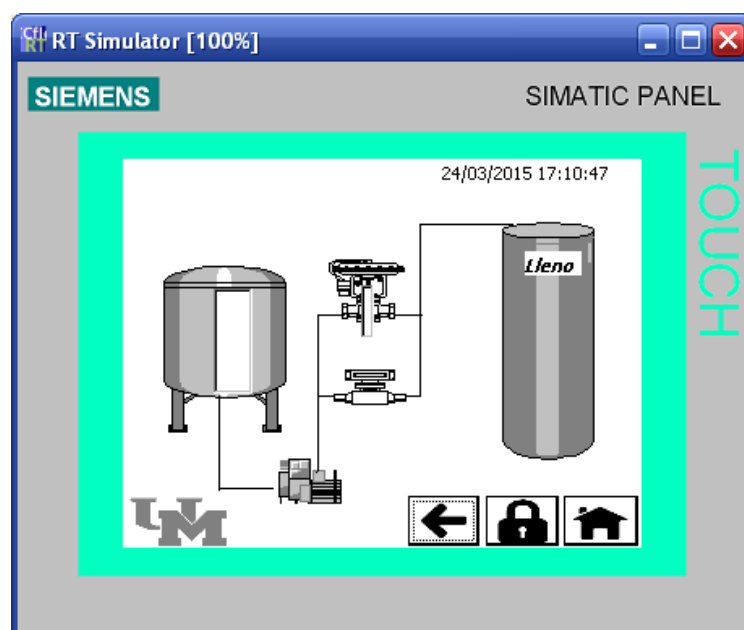 RT Simulator [100%]
SIEMENS
SIMATIC PANEL
TOUCH
24/03/2015 17:10:47
Lleno